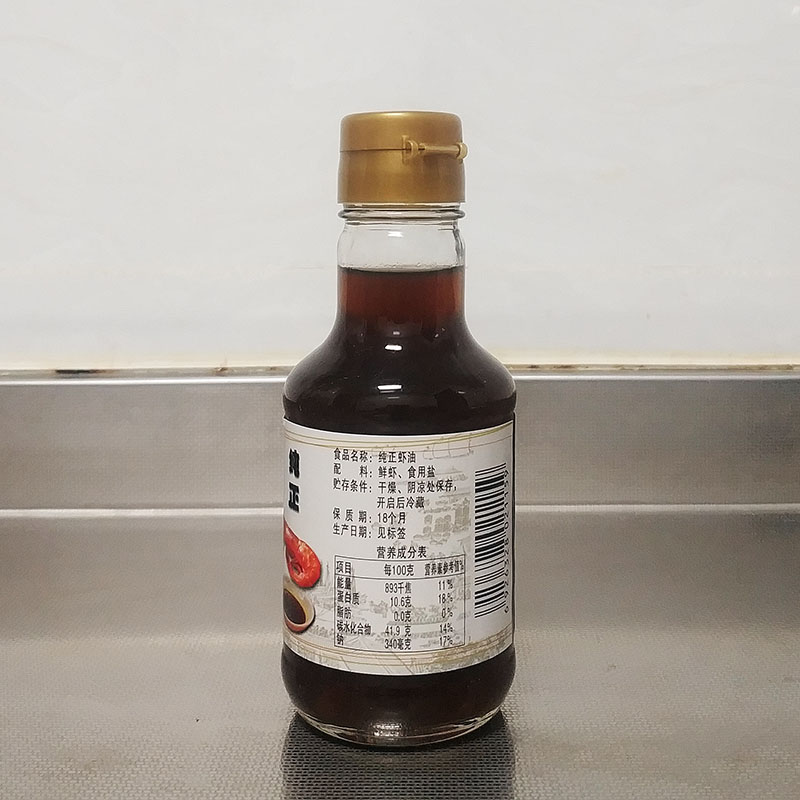 纯
正
食品名称：纯正虾油
配　料：鲜虾、食用盐
贮存条件：干燥、阴凉处保存，
开启后冷藏
保 质 期：18个月
生产日期：见标签
营养成分表
项目 每100克 营养素参考值%
能量 893千焦 11%
蛋白质 10.6克 18%
脂肪 0.0克 0%
碳水化合物 41.9 克 14%
钠 340毫克 17%